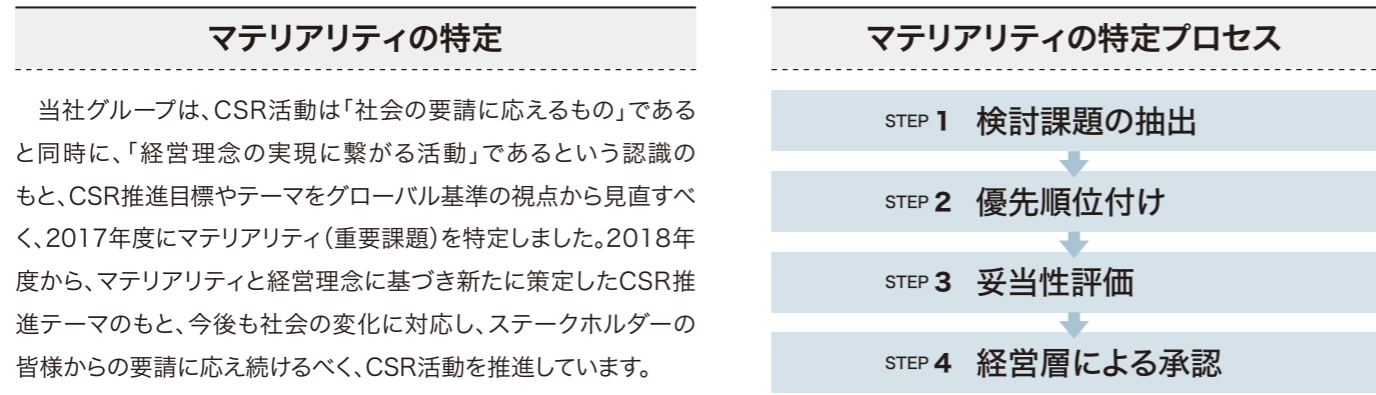 マテリアリティの特定
当社グループは、CSR活動は「社会の要請に応えるもの」である
と同時に、「経営理念の実現に繋がる活動」であるという認識の
もと、CSR推進目標やテーマをグローバル基準の視点から見直すべ
く、2017年度にマテリアリティ(重要課題)を特定しました。2018年
度から、マテリアリティと経営理念に基づき新たに策定したCSR推
進テーマのもと、今後も社会の変化に対応し、ステークホルダーの
皆様からの要請に応え続けるべく、CSR活動を推進しています。
マテリアリティの特定プロセス
STEP 1 検討課題の抽出
STEP 2 優先順位付け
STEP 3 妥当性評価
STEP 4 経営層による承認